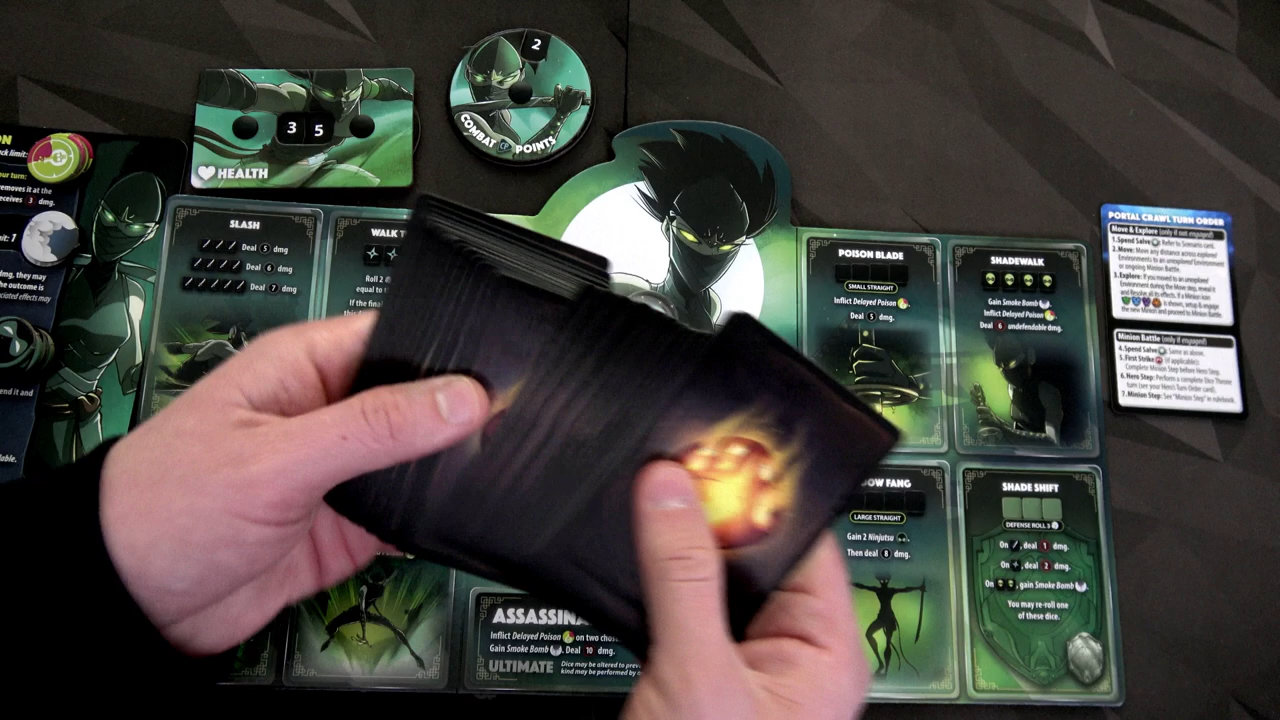 2
3 5
HEALTH
COMBAT CP POINTS
ck limit:
your turn:
removes it at the
receives 3 dmg.
dmg, they may
the outcome is
ociated effects may
end it and
SLASH
Deal 5 dmg
Deal 6 dmg
Deal 7 dmg
WALK
Roll 2
equal to
If the final
POISON BLADE
SMALL STRAIGHT
Inflict Delayed Poison
Deal 5 dmg.
SHADEWALK
Gain Smoke Bomb
Inflict Delayed Poison
Deal 6 undefendable dmg.
OW FANG
LARGE STRAIGHT
Gain 2 Ninjutsu
Then deal 8 dmg.
SHADE SHIFT
DEFENSE ROLL 3
On , deal 1 dmg.
On , deal 2 dmg.
On , gain Smoke Bomb
You may re-roll one
of these dice.
ASSASSINA
Inflict Delayed Poison on two chos
Gain Smoke Bomb . Deal 10 dmg.
ULTIMATE
Dice may be altered to prev
kind may be performed by
PORTAL CRAWL TURN ORDER
Move & Explore (only if not engaged)
1. Spend Salve : Refer to Scenario card.
2. Move: Move any distance across explored
Environments to an unexplored Environment
or ongoing Minion Battle.
3. Explore: If you moved to an unexplored
Environment during the Move step, reveal it
and Resolve all its effects. If a Minion icon
is shown, setup & engage
the new Minion and proceed to Minion Battle.
Minion Battle (only if engaged)
4. Spend Salve : Same as above.
5. First Strike (if applicable):
Complete Minion Step before Hero Step.
6. Hero Step: Perform a complete Dice Throne
turn (see your Hero's Turn Order card).
7. Minion Step: See "Minion Step" in rulebook.